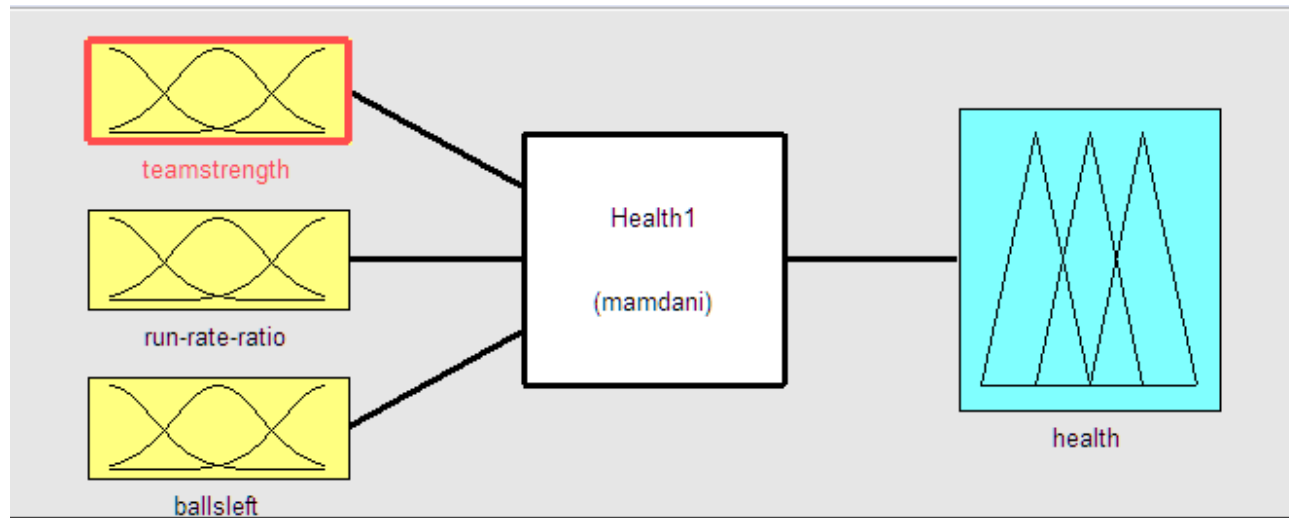 teamstrength
run-rate-ratio
ballsleft
Health1
(mamdani)
health